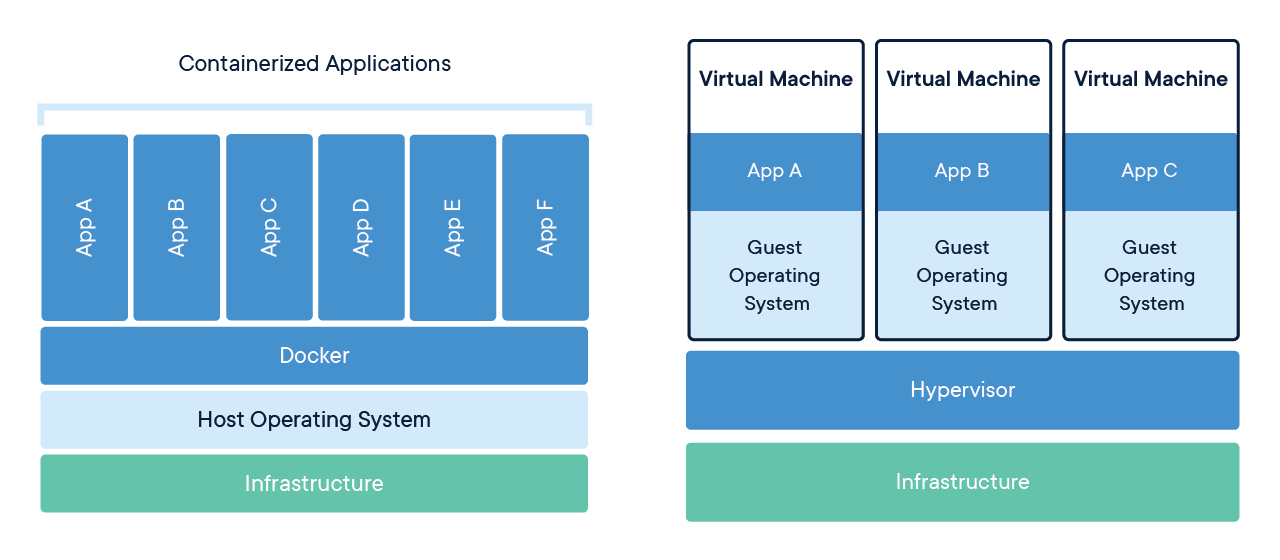 Containerized Applications
App A
App B
App C
App D
App E
App F
Docker
Host Operating System
Infrastructure
Virtual Machine
App A
Guest
Operating
System
Virtual Machine
App B
Guest
Operating
System
Virtual Machine
App C
Guest
Operating
System
Hypervisor
Infrastructure